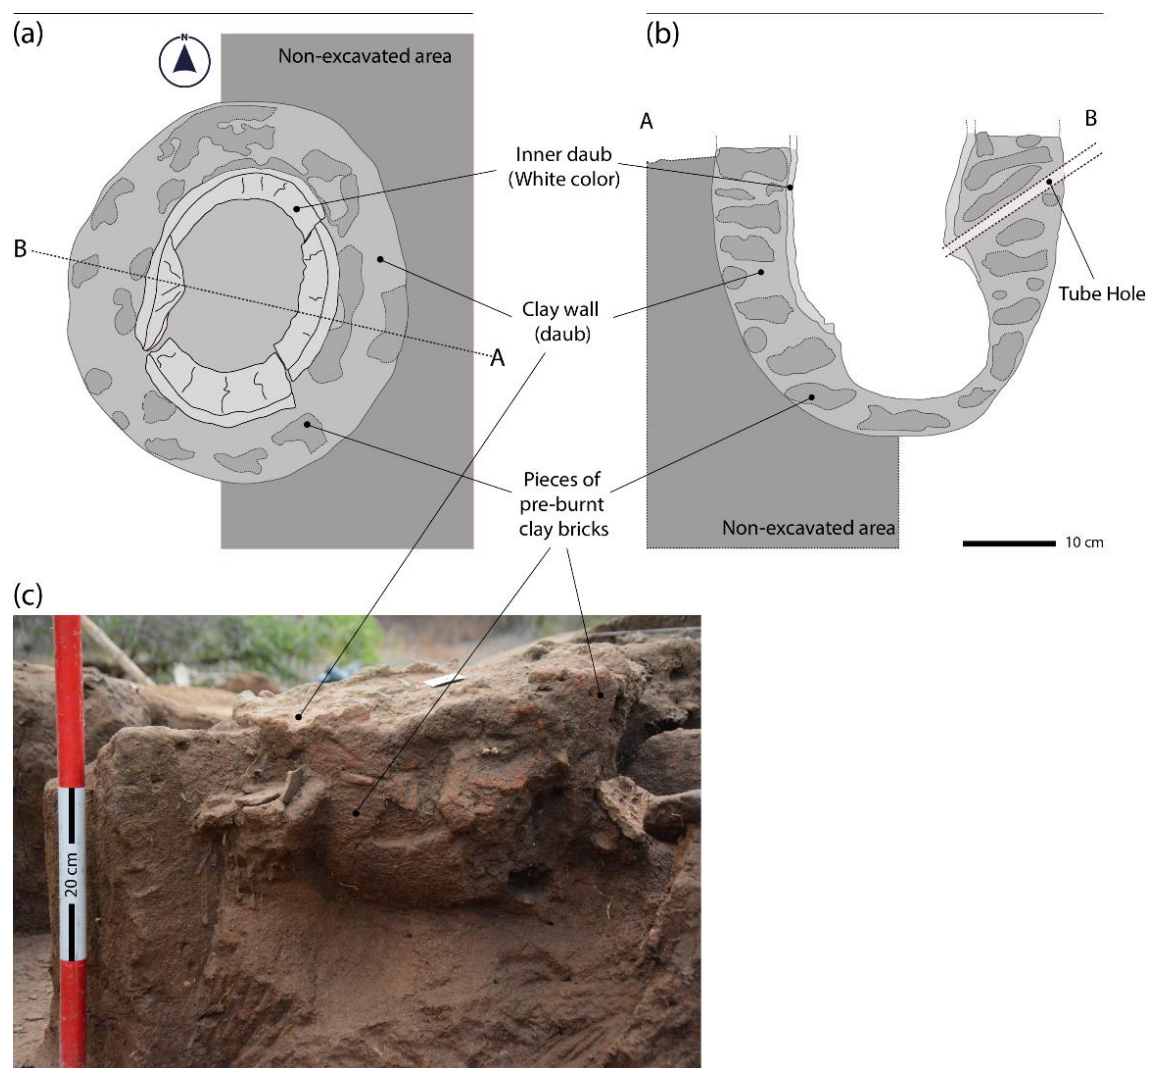 (a)
N
Non-excavated area
B
A
(b)
A
B
Inner daub
(White color)
Tube Hole
Clay wall
(daub)
Pieces of
pre-burnt
clay bricks
Non-excavated area
10 cm
(c)
20 cm